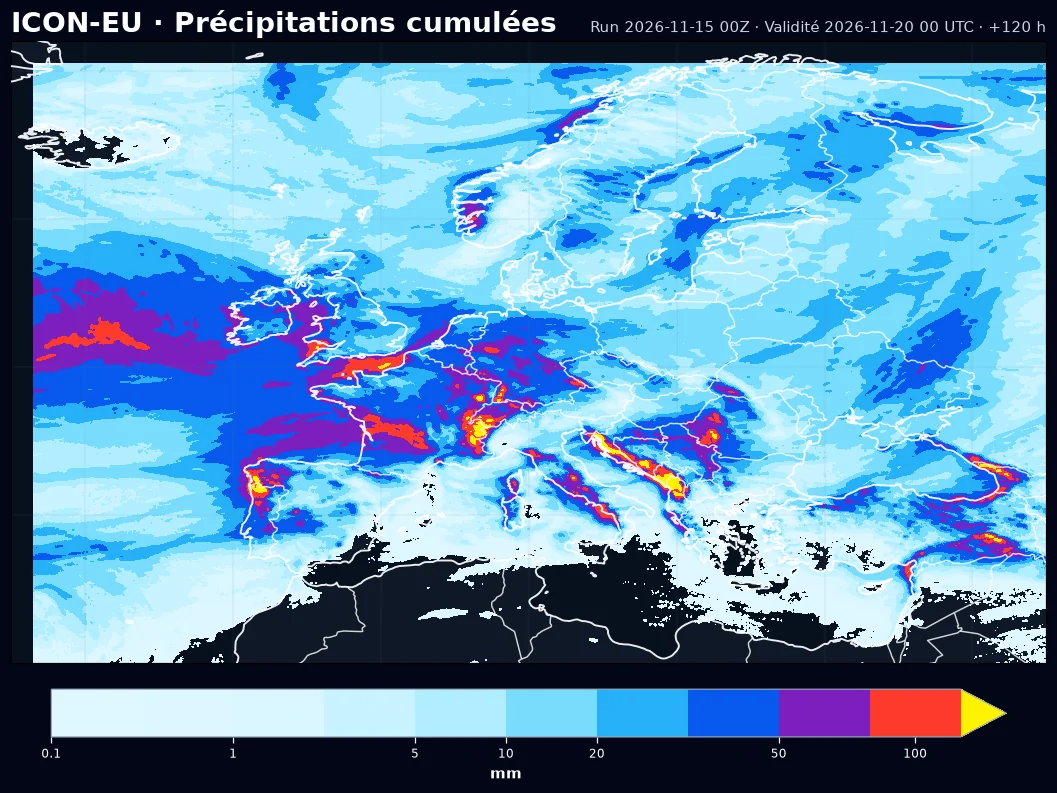 ICON-EU · Précipitations cumulées
Run 2026-11-15 00Z · Validité 2026-11-20 00 UTC · +120 h
0.1 1 5 10 20 50 100
mm